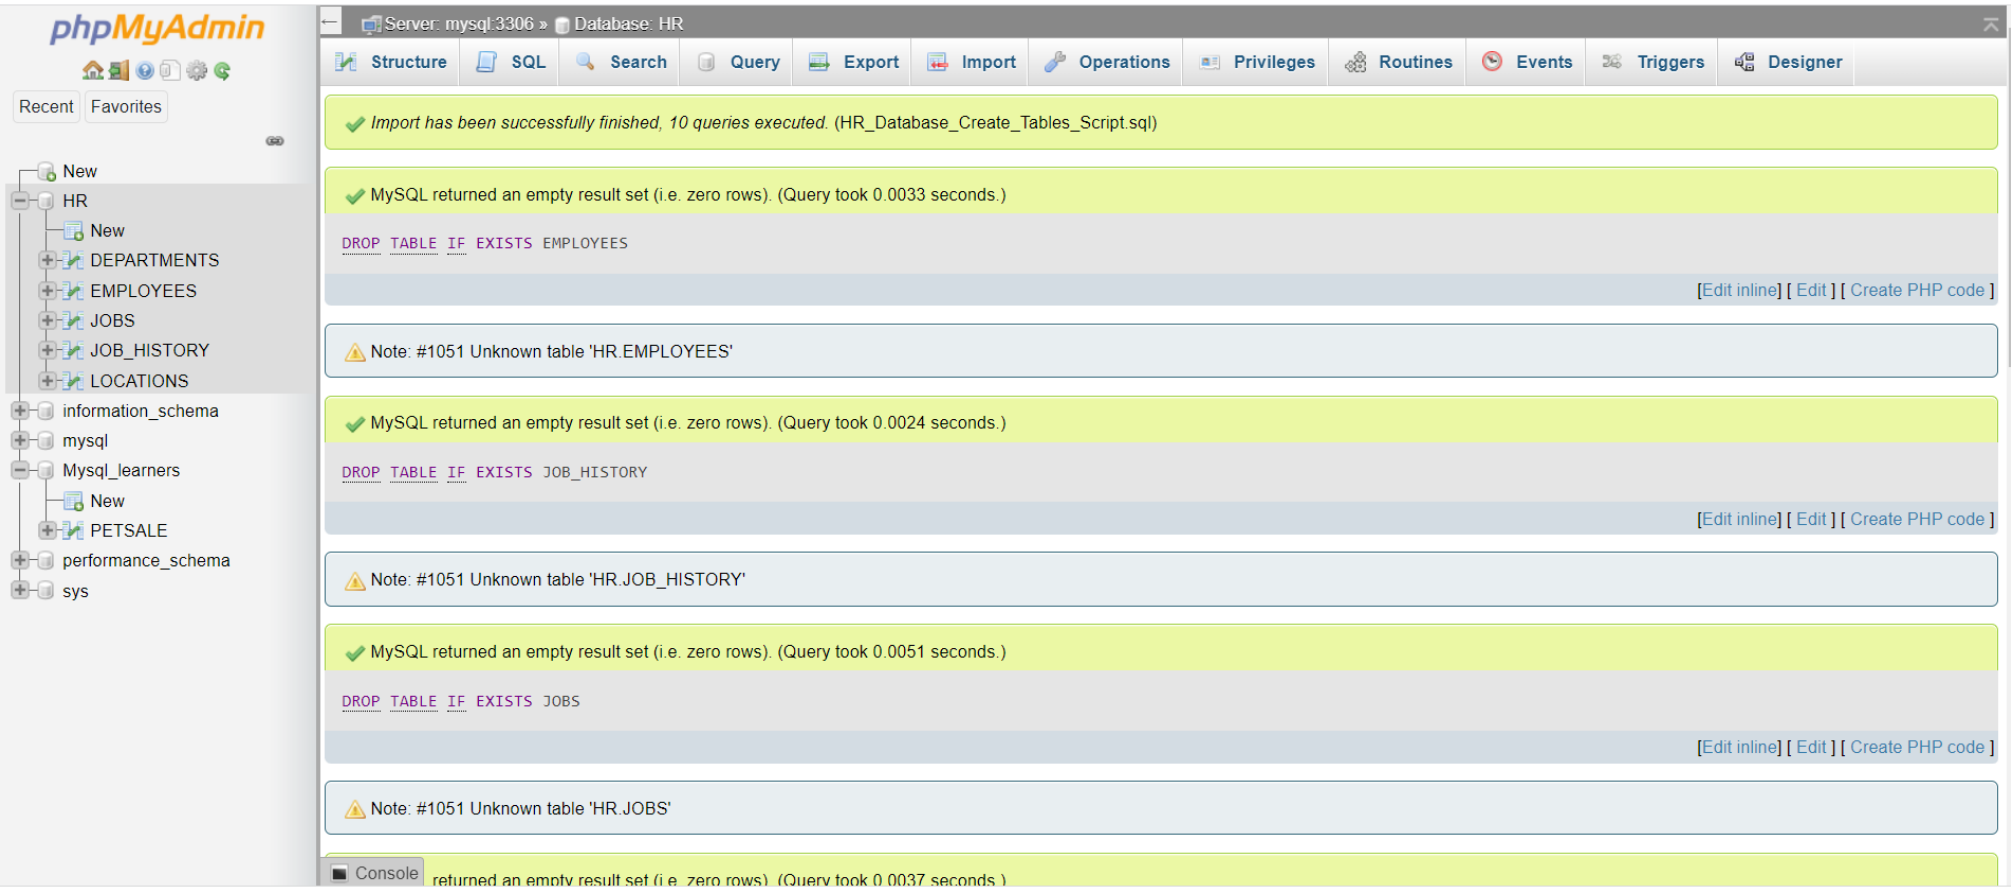 phpMyAdmin
Recent Favorites
New
HR
New
DEPARTMENTS
EMPLOYEES
JOBS
JOB_HISTORY
LOCATIONS
information_schema
mysql
Mysql_learners
New
PETSALE
performance_schema
sys
Server: mysql:3306 » Database: HR
Structure SQL Search Query Export Import Operations Privileges Routines Events Triggers Designer
Import has been successfully finished, 10 queries executed. (HR_Database_Create_Tables_Script.sql)
MySQL returned an empty result set (i.e. zero rows). (Query took 0.0033 seconds.)
DROP TABLE IF EXISTS EMPLOYEES
[Edit inline] [ Edit ] [ Create PHP code ]
Note: #1051 Unknown table 'HR.EMPLOYEES'
MySQL returned an empty result set (i.e. zero rows). (Query took 0.0024 seconds.)
DROP TABLE IF EXISTS JOB_HISTORY
[Edit inline] [ Edit ] [ Create PHP code ]
Note: #1051 Unknown table 'HR.JOB_HISTORY'
MySQL returned an empty result set (i.e. zero rows). (Query took 0.0051 seconds.)
DROP TABLE IF EXISTS JOBS
[Edit inline] [ Edit ] [ Create PHP code ]
Note: #1051 Unknown table 'HR.JOBS'
Console
returned an empty result set (i.e. zero rows). (Query took 0.0037 seconds.)